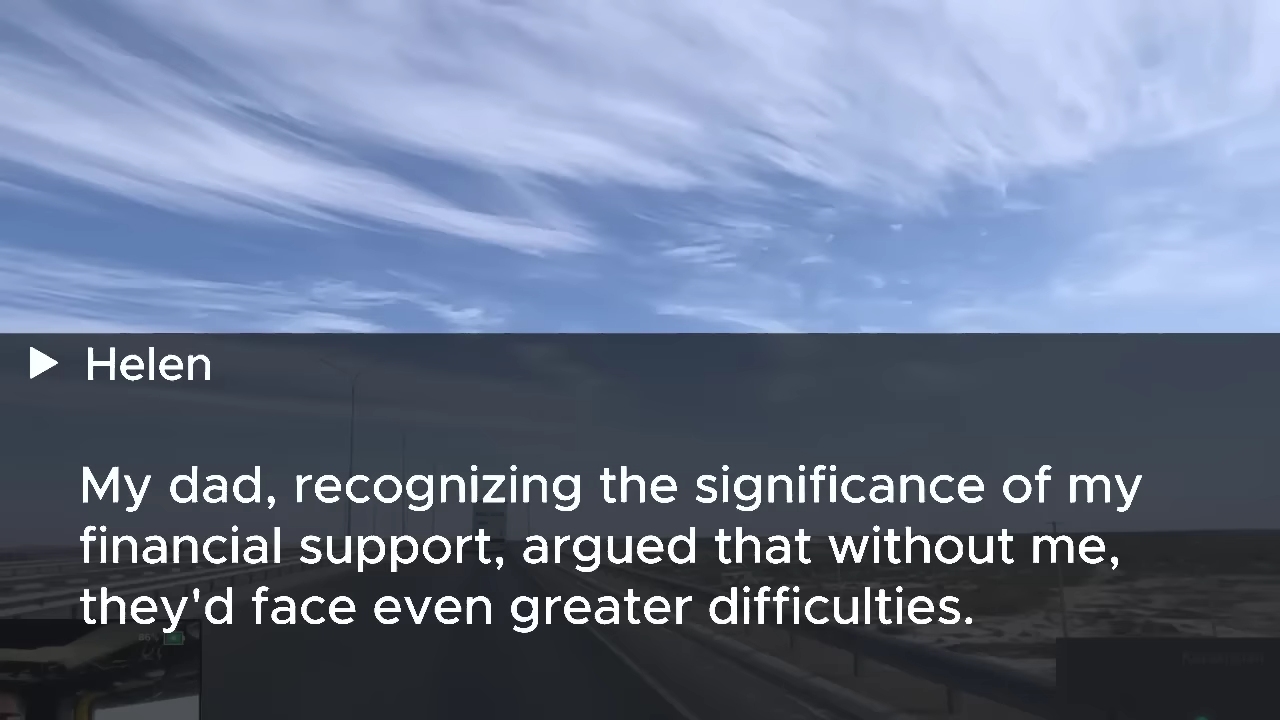 Helen
My dad, recognizing the significance of my
financial support, argued that without me,
they'd face even greater difficulties.